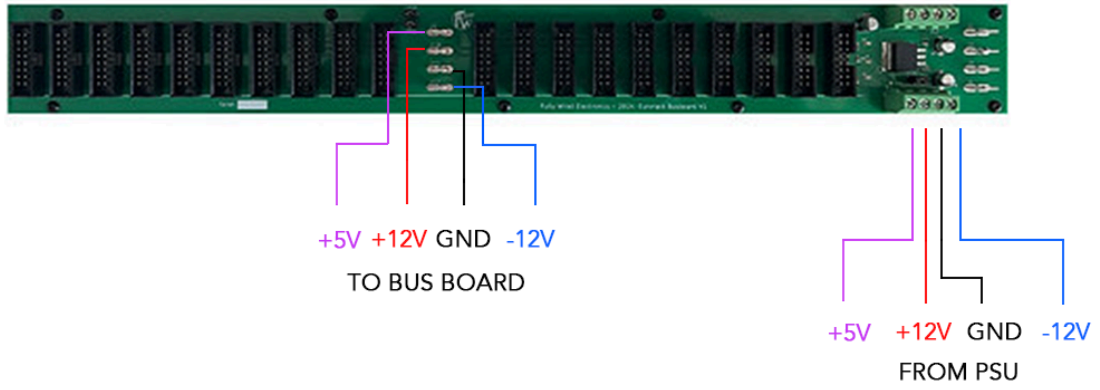 +5V +12V GND -12V
TO BUS BOARD
+5V +12V GND -12V
FROM PSU